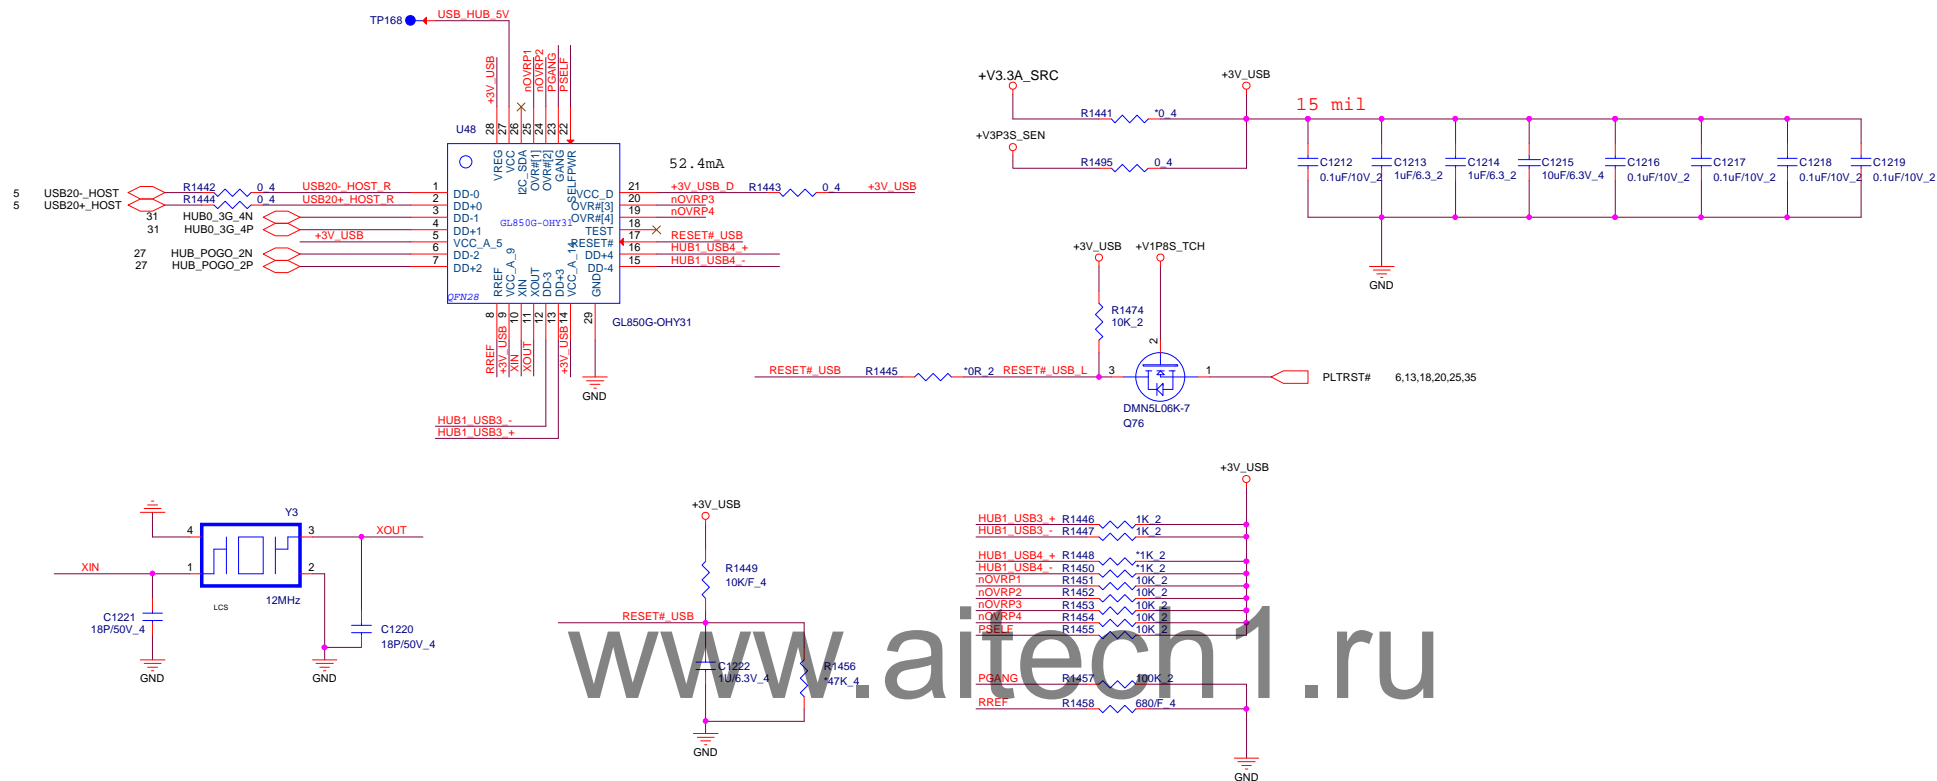 TP168
USB_HUB_5V
+3V_USB
nOVRP1
nOVRP2
PGANG
PSELF
U48
28
27
26
25
24
23
22
VREG
VCC
I2C_SDA
OVR#[1]
OVR#[2]
GANG
SELFPWR
52.4mA
5 USB20-_HOST R1442 0_4 USB20-_HOST_R 1 DD-0
5 USB20+_HOST R1444 0_4 USB20+_HOST_R 2 DD+0
31 HUB0_3G_4N 3 DD-1
31 HUB0_3G_4P 4 DD+1
+3V_USB 5 VCC_A_5
27 HUB_POGO_2N 6 DD-2
27 HUB_POGO_2P 7 DD+2
GL850G-OHY31
VCC_D 21 +3V_USB_D R1443 0_4 +3V_USB
OVR#[3] 20 nOVRP3
OVR#[4] 19 nOVRP4
TEST 18
RESET# 17 RESET#_USB
DD+4 16 HUB1_USB4_+
DD-4 15 HUB1_USB4_-
QFN28
RREF
VCC_A_9
XIN
XOUT
DD-3
DD+3
VCC_A_14
GND
8
9
10
11
12
13
14
29
GL850G-OHY31
RREF
+3V_USB
XIN
XOUT
+3V_USB
GND
HUB1_USB3_-
HUB1_USB3_+
+V3.3A_SRC
+3V_USB
15 mil
R1441 *0_4
+V3P3S_SEN
R1495 0_4
C1212
0.1uF/10V_2
C1213
1uF/6.3_2
C1214
1uF/6.3_2
C1215
10uF/6.3V_4
C1216
0.1uF/10V_2
C1217
0.1uF/10V_2
C1218
0.1uF/10V_2
C1219
0.1uF/10V_2
GND
+3V_USB
+V1P8S_TCH
R1474
10K_2
2
RESET#_USB R1445 *0R_2 RESET#_USB_L 3
1 PLTRST# 6,13,18,20,25,35
DMN5L06K-7
Q76
Y3
4
3 XOUT
XIN 1
2
LCS
12MHz
C1221
18P/50V_4
C1220
18P/50V_4
GND
GND
+3V_USB
R1449
10K/F_4
RESET#_USB
C1222
1U/6.3V_4
R1456
*47K_4
GND
+3V_USB
HUB1_USB3_+ R1446 1K_2
HUB1_USB3_- R1447 1K_2
HUB1_USB4_+ R1448 *1K_2
HUB1_USB4_- R1450 *1K_2
nOVRP1 R1451 10K_2
nOVRP2 R1452 10K_2
nOVRP3 R1453 10K_2
nOVRP4 R1454 10K_2
PSELF R1455 10K_2
PGANG R1457 100K_2
RREF R1458 680/F_4
GND
www.aitech1.ru